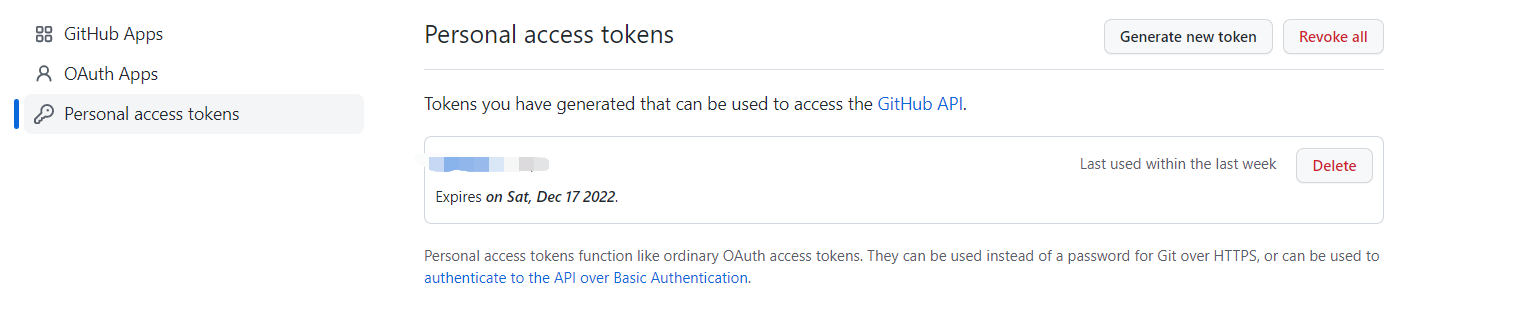 GitHub Apps
OAuth Apps
Personal access tokens
Personal access tokens
Generate new token
Revoke all
Tokens you have generated that can be used to access the GitHub API.
Last used within the last week
Delete
Expires on Sat, Dec 17 2022.
Personal access tokens function like ordinary OAuth access tokens. They can be used instead of a password for Git over HTTPS, or can be used to
authenticate to the API over Basic Authentication.